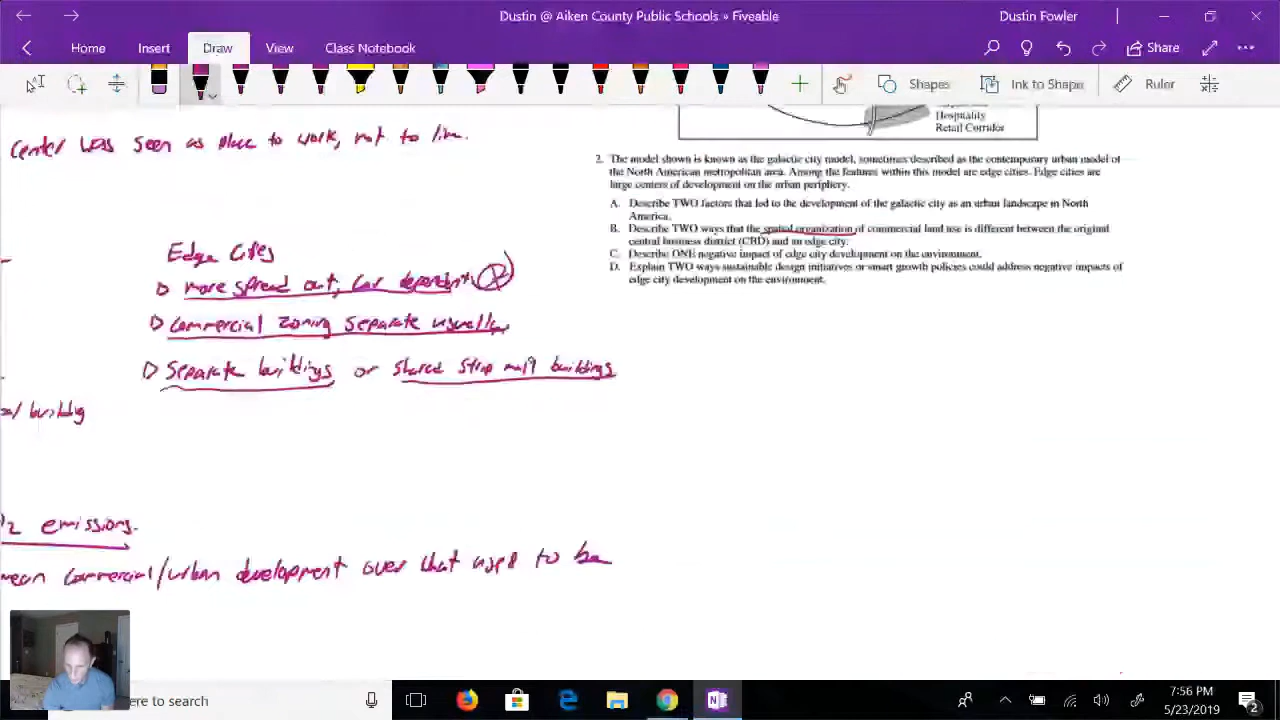 Dustin @ Aiken County Public Schools » Fiveable
Dustin Fowler
Home Insert Draw View Class Notebook
Share
Shapes
Ink to Shape
Ruler
Center was seen as place to work, not to live.
Hospitality
Retail Corridor
2. The model shown is known as the galactic city model, sometimes described as the contemporary urban model of
the North American metropolitan area. Among the features within this model are edge cities. Edge cities are
large centers of development on the urban periphery.
A. Describe TWO factors that led to the development of the galactic city as an urban landscape in North
America.
B. Describe TWO ways that the spatial organization of commercial land use is different between the original
central business district (CBD) and an edge city.
C. Describe ONE negative impact of edge city development on the environment.
D. Explain TWO ways sustainable design initiatives or smart growth policies could address negative impacts of
edge city development on the environment.
Edge Cities
more spread out; car dependent
Commercial zoning separate usually
Separate buildings or shared strip mall buildings
building
2 emissions.
mean commercial/urban development over that used to be
here to search
7:56 PM
5/23/2019
2